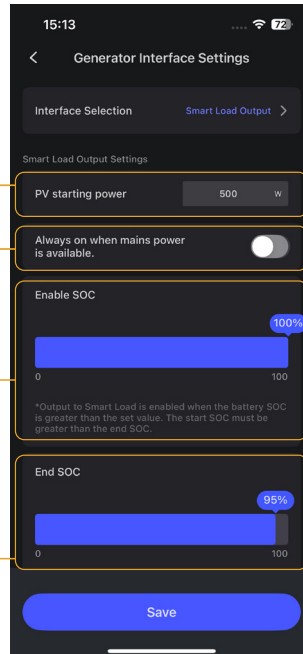 15:13
72
Generator Interface Settings
Interface Selection
Smart Load Output
Smart Load Output Settings
PV starting power
500
W
Always on when mains power
is available.
Enable SOC
100%
0
100
*Output to Smart Load is enabled when the battery SOC
is greater than the set value. The start SOC must be
greater than the end SOC.
End SOC
95%
0
100
Save